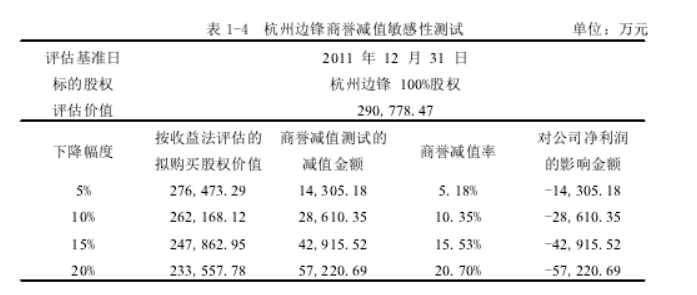 表 1-4 杭州边锋商誉减值敏感性测试 单位：万元
评估基准日 2011 年 12 月 31 日
标的股权 杭州边锋 100%股权
评估价值 290,778.47
下降幅度 按收益法评估的拟购买股权价值 商誉减值测试的减值金额 商誉减值率 对公司净利润的影响金额
5% 276,473.29 14,305.18 5.18% -14,305.18
10% 262,168.12 28,610.35 10.35% -28,610.35
15% 247,862.95 42,915.52 15.53% -42,915.52
20% 233,557.78 57,220.69 20.70% -57,220.69